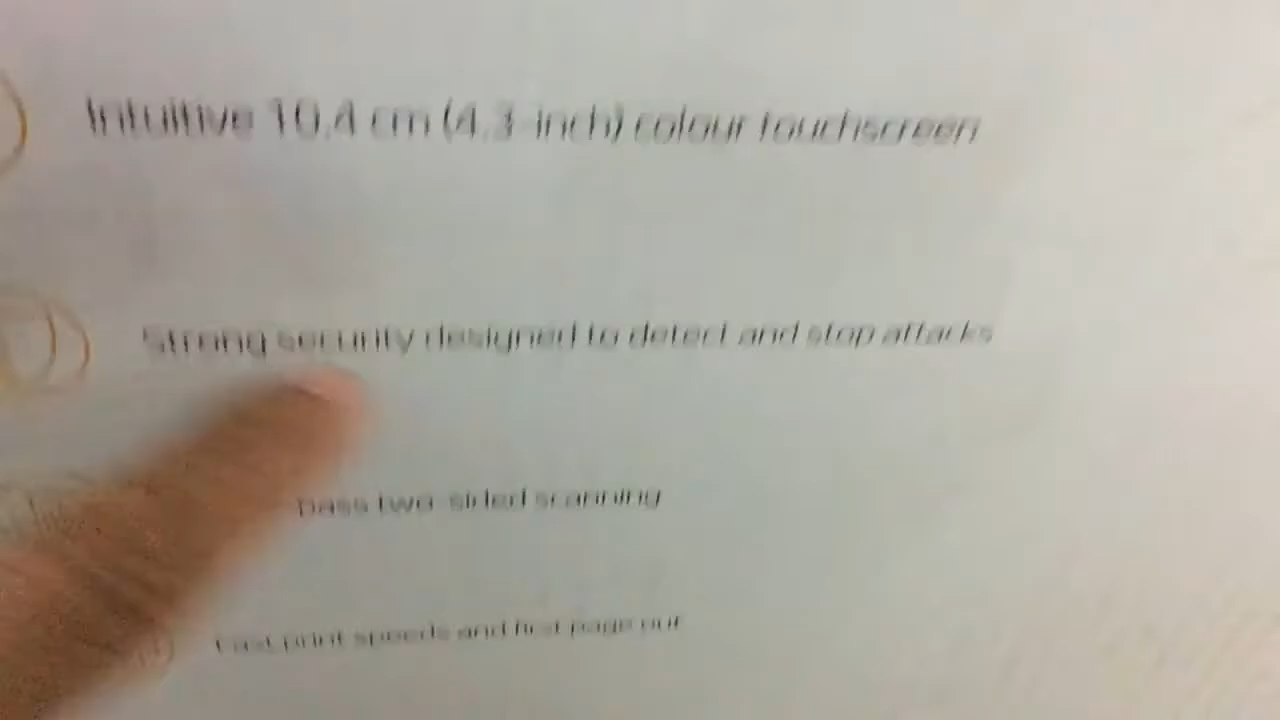 Intuitive 10.4 cm (4.3-inch) colour touchscreen
Strong security designed to detect and stop attacks
pass two-sided scanning
Fast print speeds and first page out